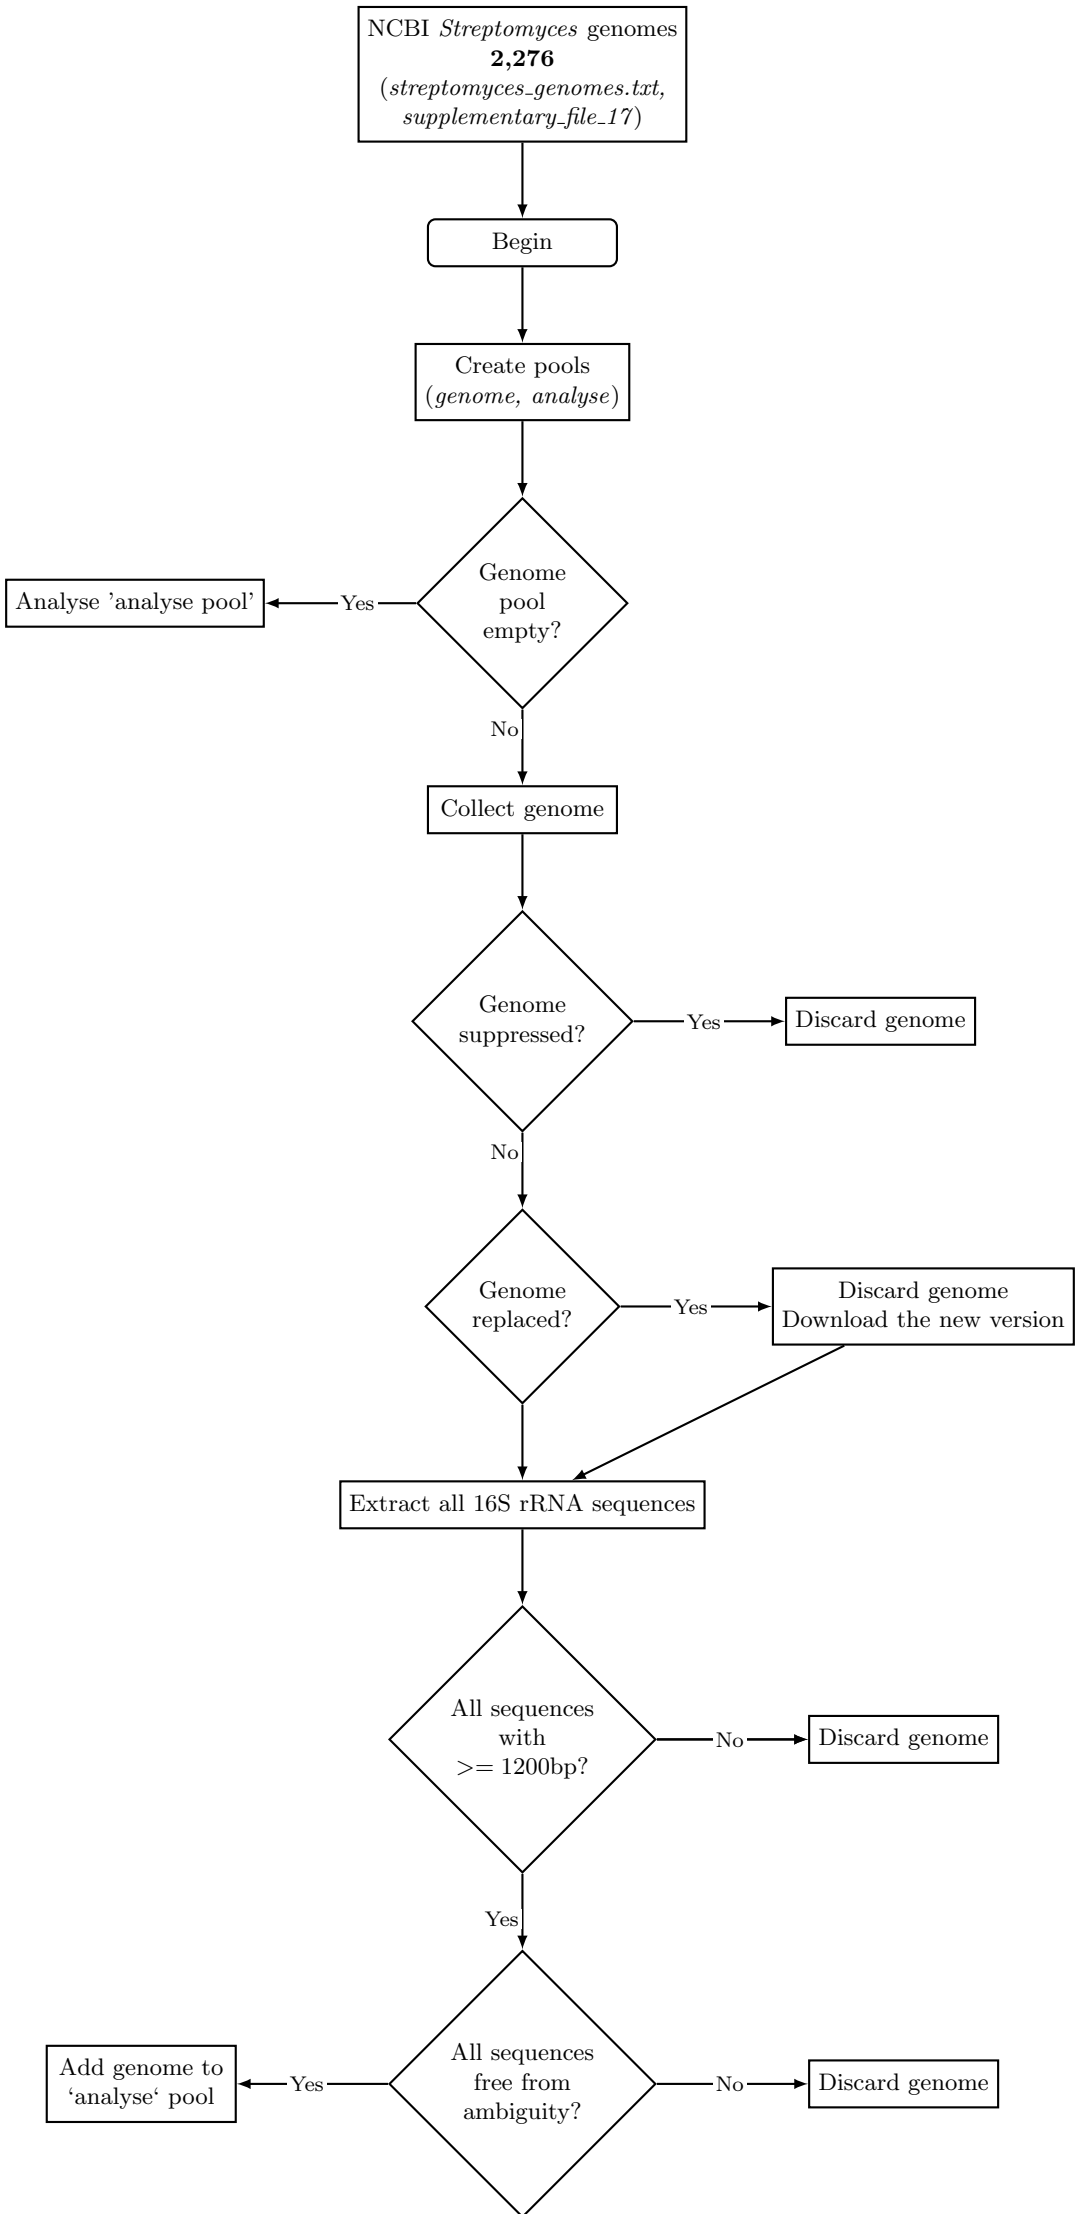 NCBI Streptomyces genomes
2,276
(streptomyces_genomes.txt,
supplementary_file_17)
Begin
Create pools
(genome, analyse)
Genome
pool
empty?
Yes
Analyse 'analyse pool'
No
Collect genome
Genome
suppressed?
Yes
Discard genome
No
Genome
replaced?
Yes
Discard genome
Download the new version
Extract all 16S rRNA sequences
All sequences
with
>= 1200bp?
No
Discard genome
Yes
All sequences
free from
ambiguity?
Yes
Add genome to
‘analyse‘ pool
No
Discard genome